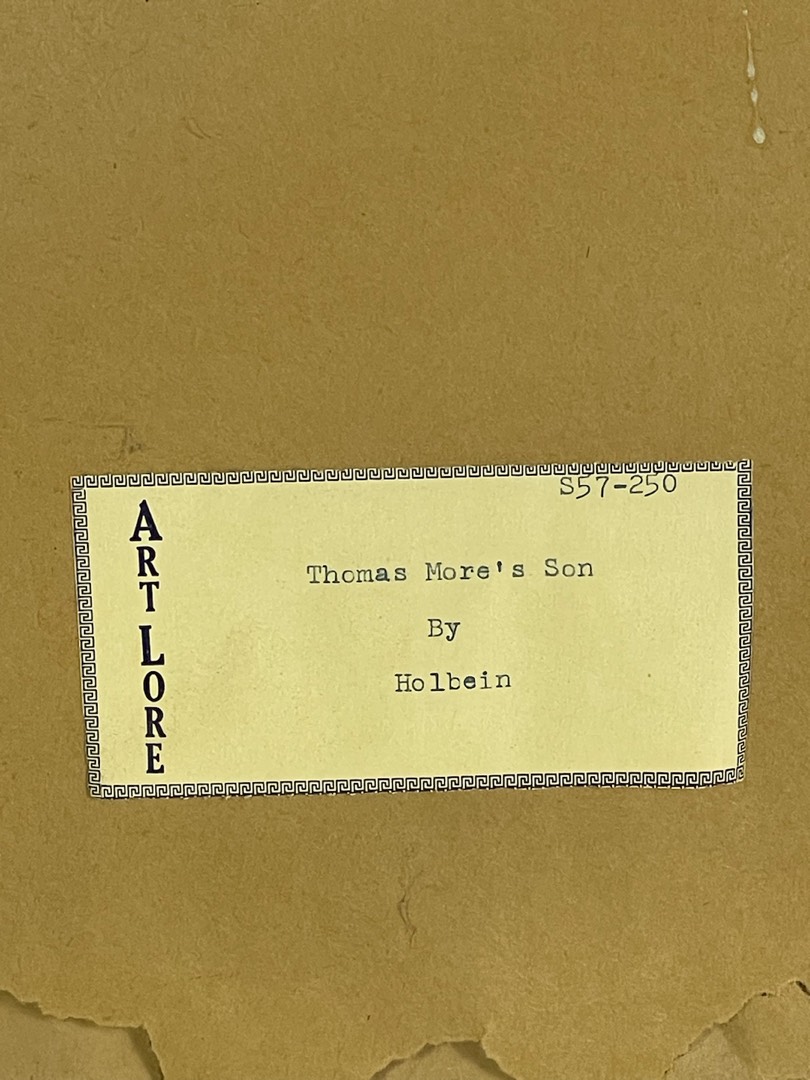 S57-250
ART LORE
Thomas More's Son
By
Holbein